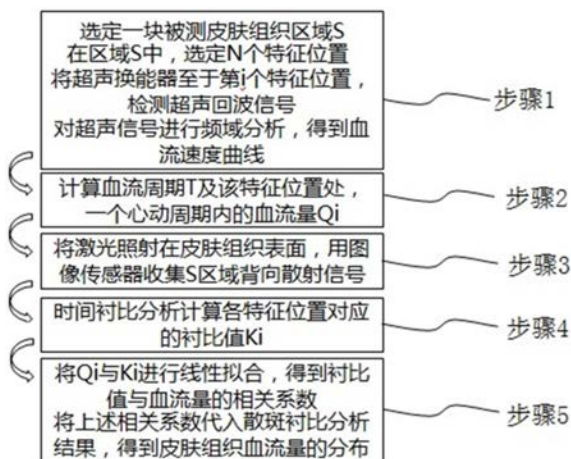 选定一块被测皮肤组织区域S
在区域S中，选定N个特征位置
将超声换能器至于第i个特征位置，
检测超声回波信号
对超声信号进行频域分析，得到血
流速度曲线
步骤1
计算血流周期T及该特征位置处，
一个心动周期内的血流量Qi
步骤2
将激光照射在皮肤组织表面，用图
像传感器收集S区域背向散射信号
步骤3
时间衬比分析计算各特征位置对应
的衬比值Ki
步骤4
将Qi与Ki进行线性拟合，得到衬比
值与血流量的相关系数
将上述相关系数代入散斑衬比分析
结果，得到皮肤组织血流量的分布
步骤5